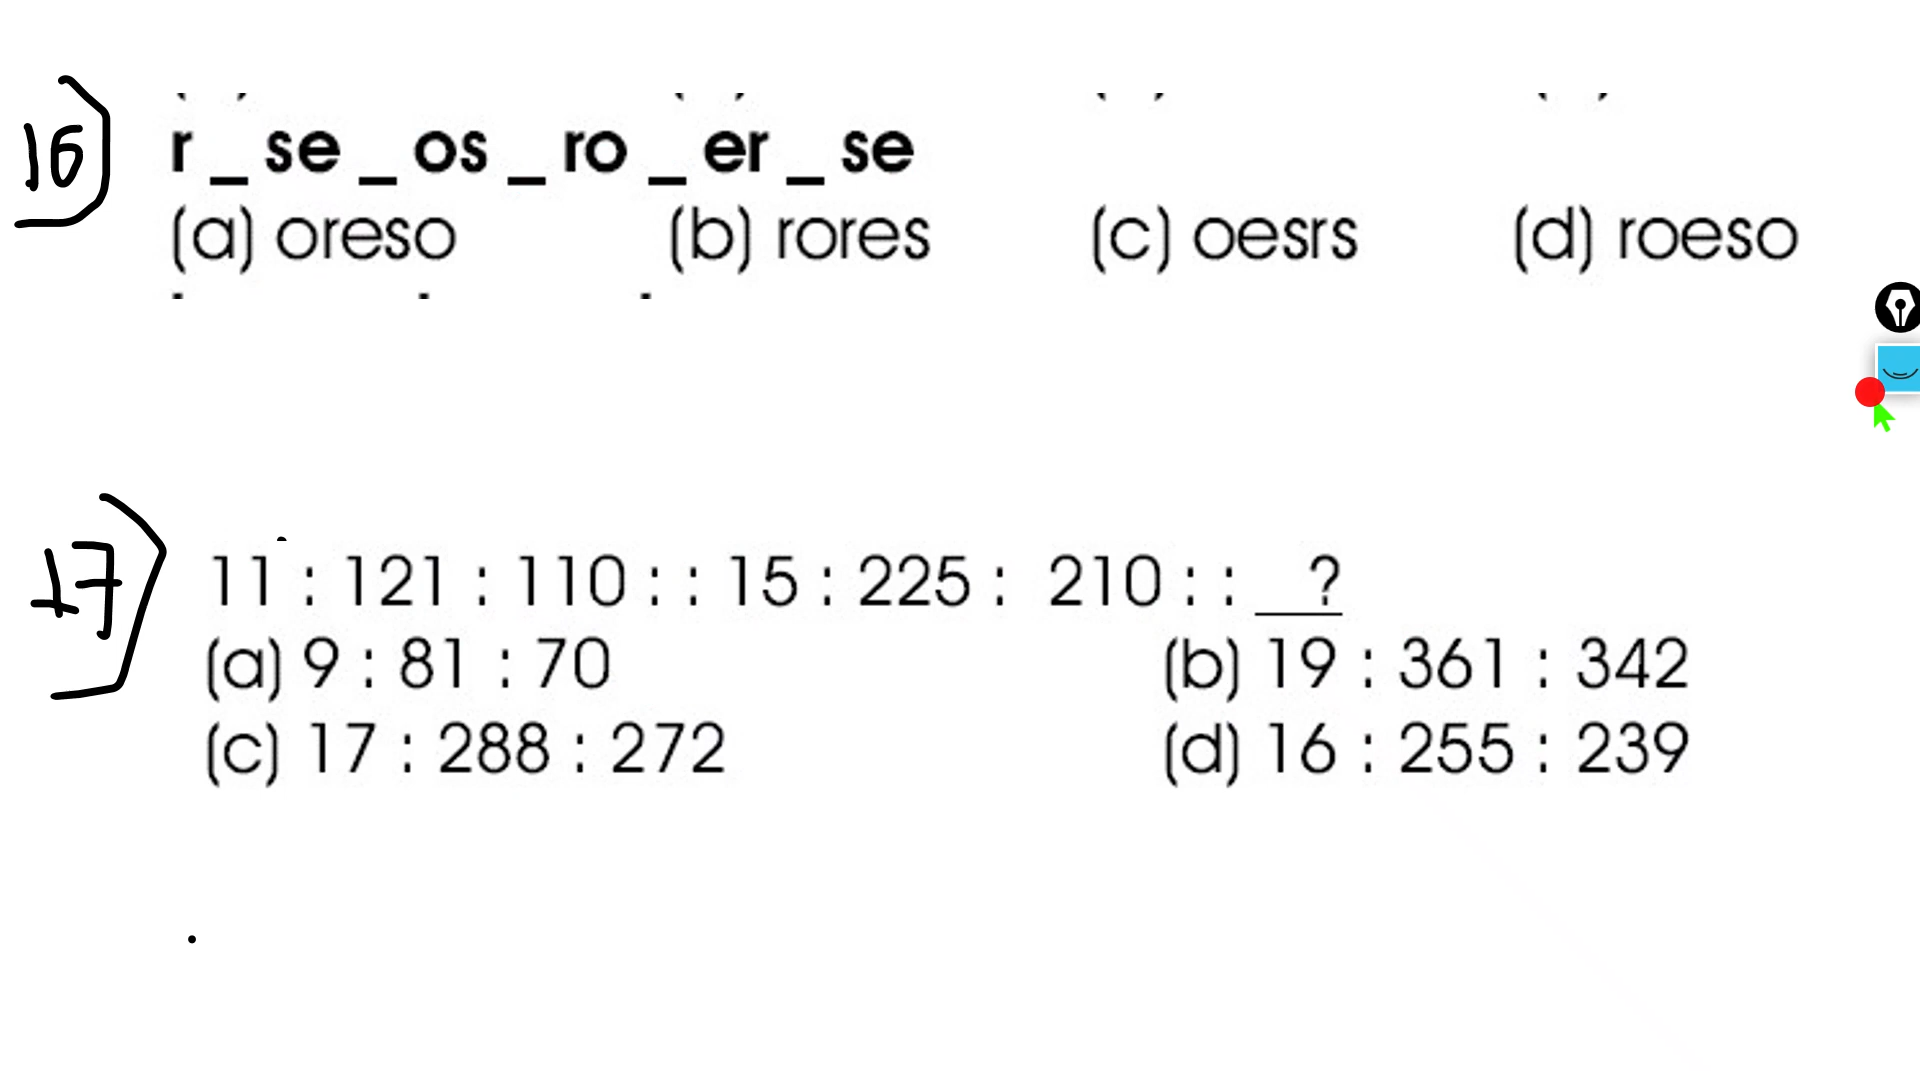 16) r _ se _ os _ ro _ er _ se
(a) oreso (b) rores (c) oesrs (d) roeso
17) 11 : 121 : 110 : : 15 : 225 : 210 : : __?
(a) 9 : 81 : 70 (b) 19 : 361 : 342
(c) 17 : 288 : 272 (d) 16 : 255 : 239